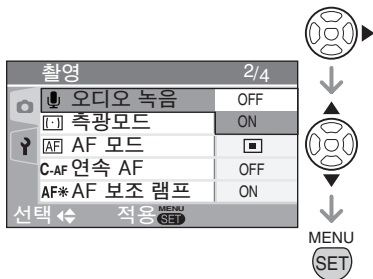 촬영 2/4
오디오 녹음 OFF
측광모드 ON
AF AF 모드
C-AF 연속 AF OFF
AF* AF 보조 램프 ON
선택 적용 MENU SET
MENU
SET